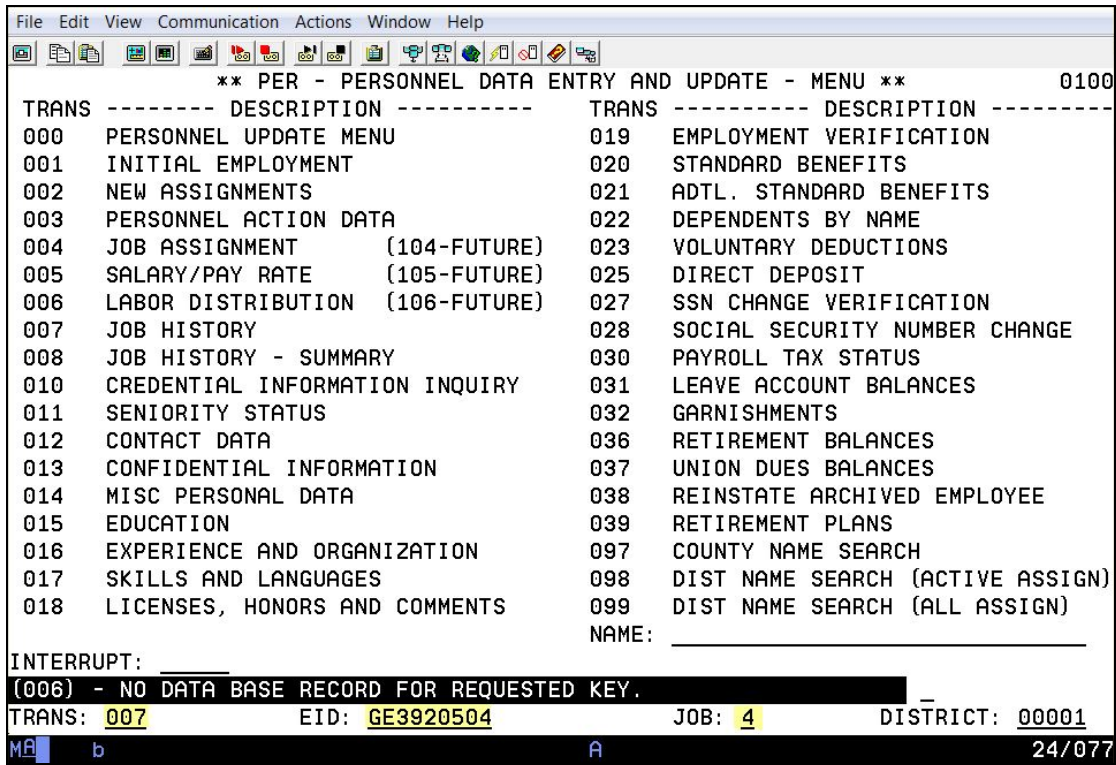 File Edit View Communication Actions Window Help
** PER - PERSONNEL DATA ENTRY AND UPDATE - MENU ** 0100
TRANS -------- DESCRIPTION ---------- TRANS ---------- DESCRIPTION ---------
000 PERSONNEL UPDATE MENU 019 EMPLOYMENT VERIFICATION
001 INITIAL EMPLOYMENT 020 STANDARD BENEFITS
002 NEW ASSIGNMENTS 021 ADTL. STANDARD BENEFITS
003 PERSONNEL ACTION DATA 022 DEPENDENTS BY NAME
004 JOB ASSIGNMENT (104-FUTURE) 023 VOLUNTARY DEDUCTIONS
005 SALARY/PAY RATE (105-FUTURE) 025 DIRECT DEPOSIT
006 LABOR DISTRIBUTION (106-FUTURE) 027 SSN CHANGE VERIFICATION
007 JOB HISTORY 028 SOCIAL SECURITY NUMBER CHANGE
008 JOB HISTORY - SUMMARY 030 PAYROLL TAX STATUS
010 CREDENTIAL INFORMATION INQUIRY 031 LEAVE ACCOUNT BALANCES
011 SENIORITY STATUS 032 GARNISHMENTS
012 CONTACT DATA 036 RETIREMENT BALANCES
013 CONFIDENTIAL INFORMATION 037 UNION DUES BALANCES
014 MISC PERSONAL DATA 038 REINSTATE ARCHIVED EMPLOYEE
015 EDUCATION 039 RETIREMENT PLANS
016 EXPERIENCE AND ORGANIZATION 097 COUNTY NAME SEARCH
017 SKILLS AND LANGUAGES 098 DIST NAME SEARCH (ACTIVE ASSIGN)
018 LICENSES, HONORS AND COMMENTS 099 DIST NAME SEARCH (ALL ASSIGN)
NAME:
INTERRUPT:
(006) - NO DATA BASE RECORD FOR REQUESTED KEY.
TRANS: 007 EID: GE3920504 JOB: 4 DISTRICT: 00001
MA b A 24/077